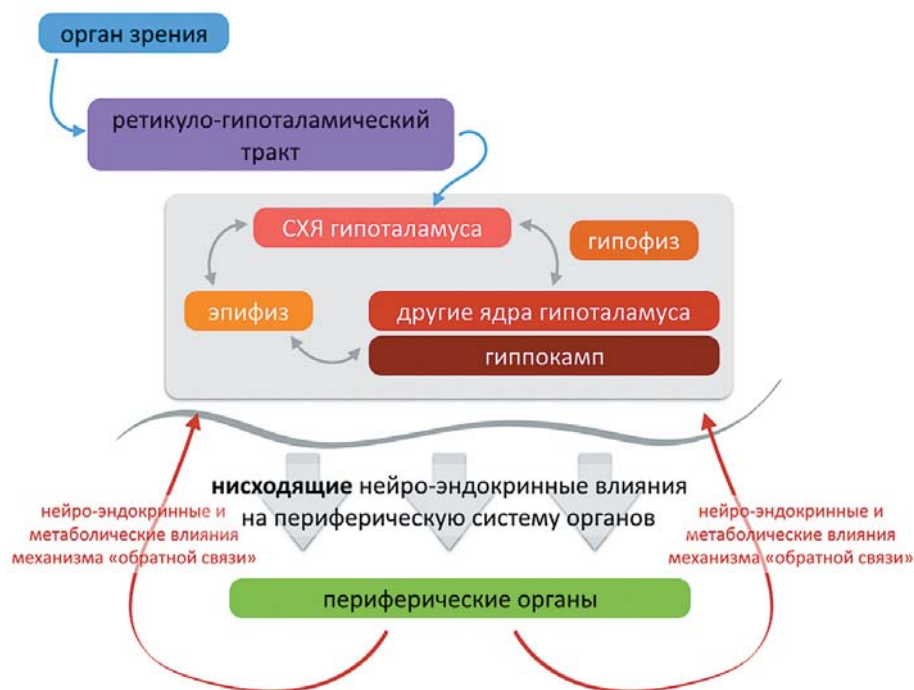 орган зрения
ретикуло-гипоталамический
тракт
СХЯ гипоталамуса
гипофиз
эпифиз
другие ядра гипоталамуса
гиппокамп
нисходящие нейро-эндокринные влияния
на периферическую систему органов
нейро-эндокринные и
метаболические влияния
механизма «обратной связи»
нейро-эндокринные и
метаболические влияния
механизма «обратной связи»
периферические органы